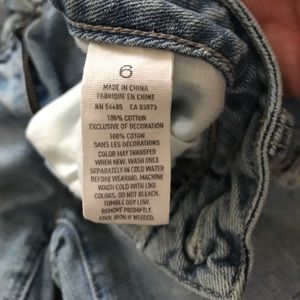 6
MADE IN CHINA
FABRIQUE EN CHINE
RN 54485 CA 03873
100% COTTON
EXCLUSIVE OF DECORATION
100% COTON
SANS LES DÉCORATIONS
COLOR MAY TRANSFER
WHEN NEW. WASH ONCE
SEPARATELY IN COLD WATER
BEFORE WEARING. MACHINE
WASH COLD WITH LIKE
COLORS. DO NOT BLEACH.
TUMBLE DRY LOW.
REMOVE PROMPTLY.
COOL IRON IF NEEDED